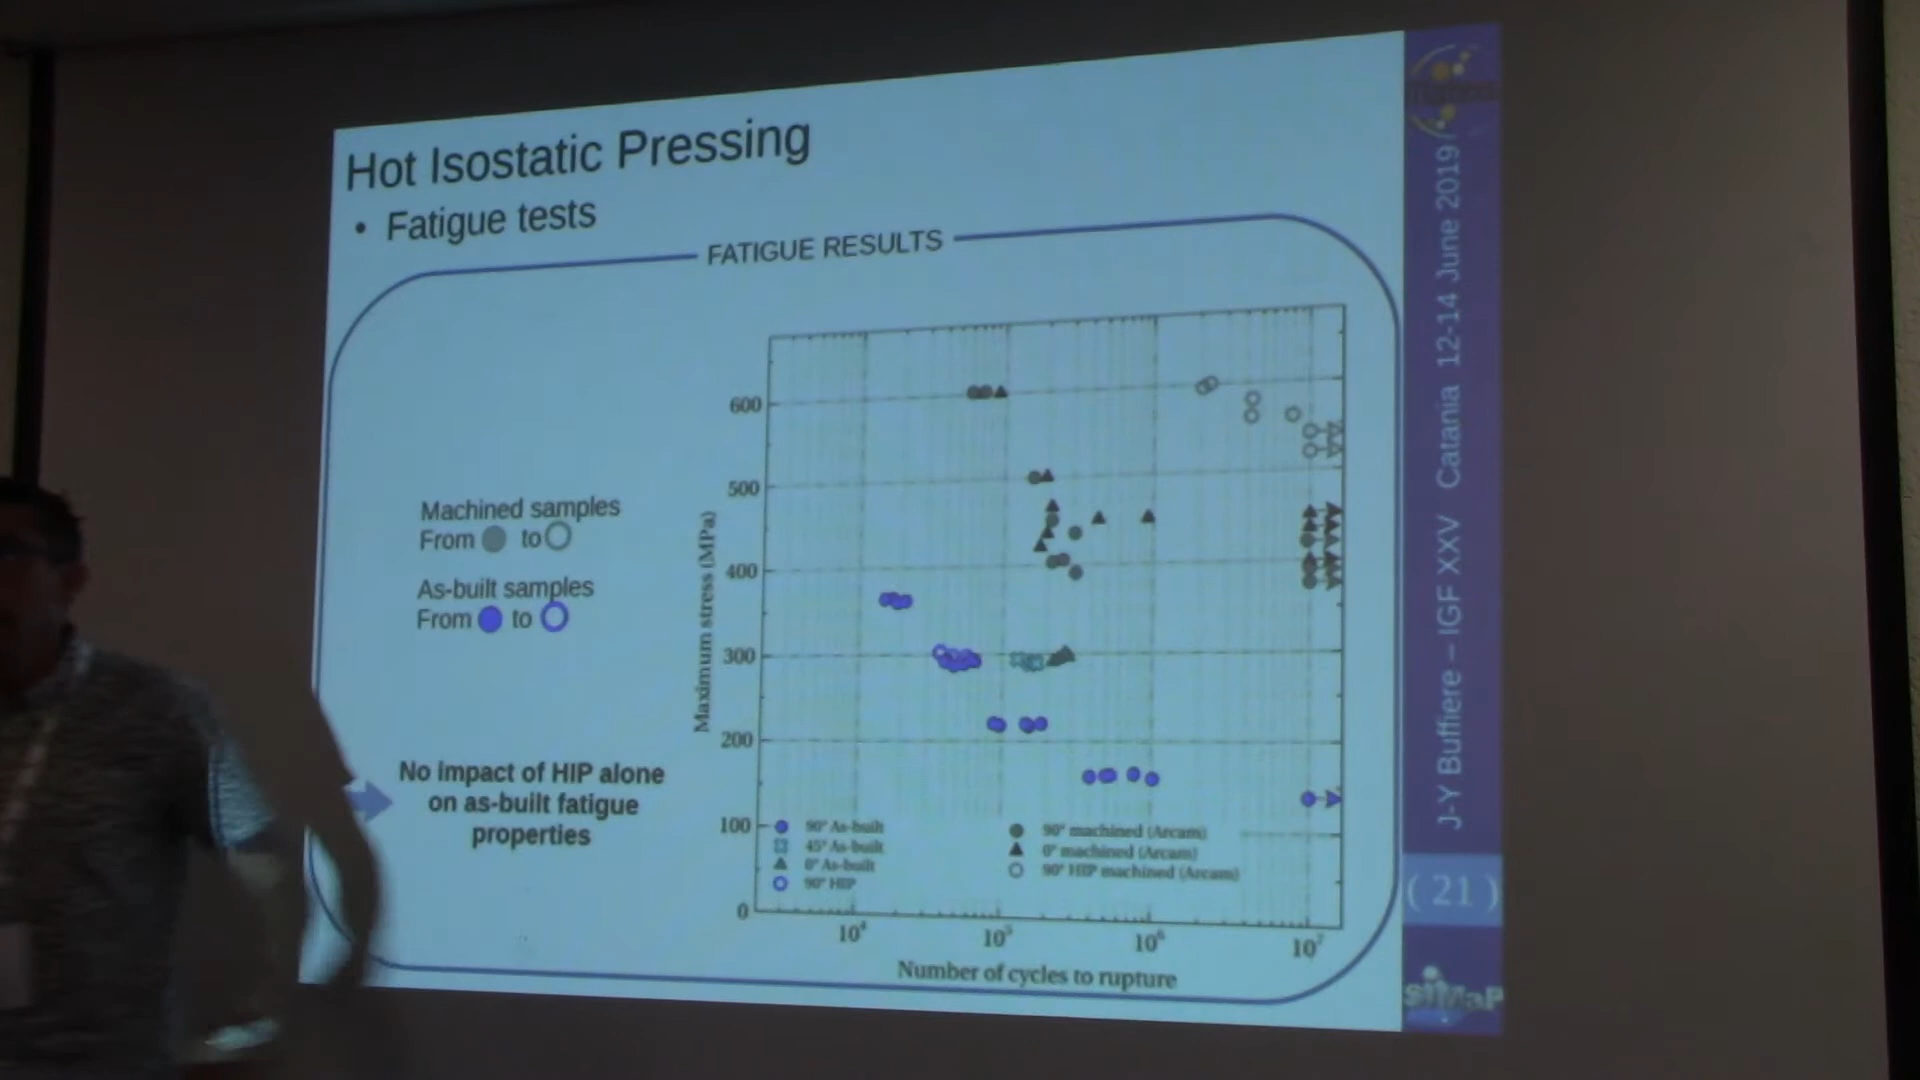 Hot Isostatic Pressing
• Fatigue tests
FATIGUE RESULTS
Machined samples
From to
As-built samples
From to
No impact of HIP alone
on as-built fatigue
properties
Maximum stress (MPa)
600
500
400
300
200
100
0
90° As-built
45° As-built
0° As-built
90° HIP
90° machined (Arcam)
0° machined (Arcam)
90° HIP machined (Arcam)
10⁴
10⁵
10⁶
10⁷
Number of cycles to rupture
J-Y Buffiere – IGF XXV Catania 12-14 June 2019
( 21 )
SIMaP